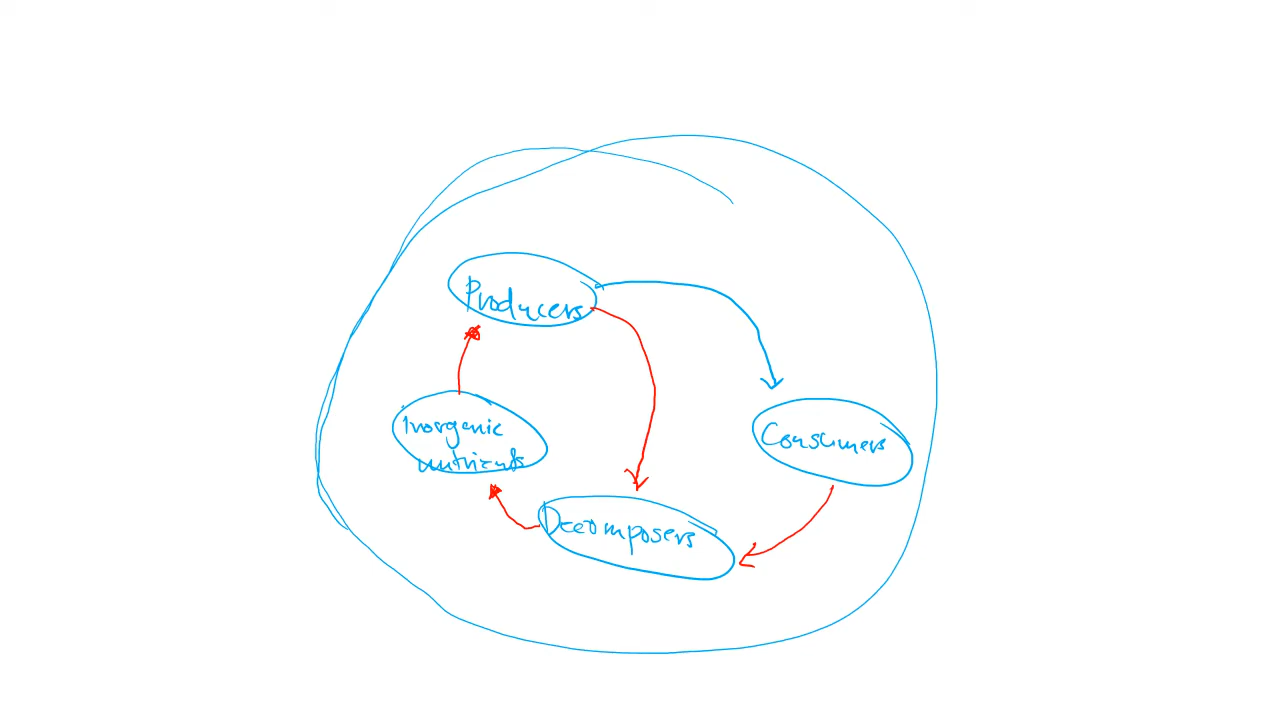 Producers
Inorganic
nutrients
Consumers
Decomposers